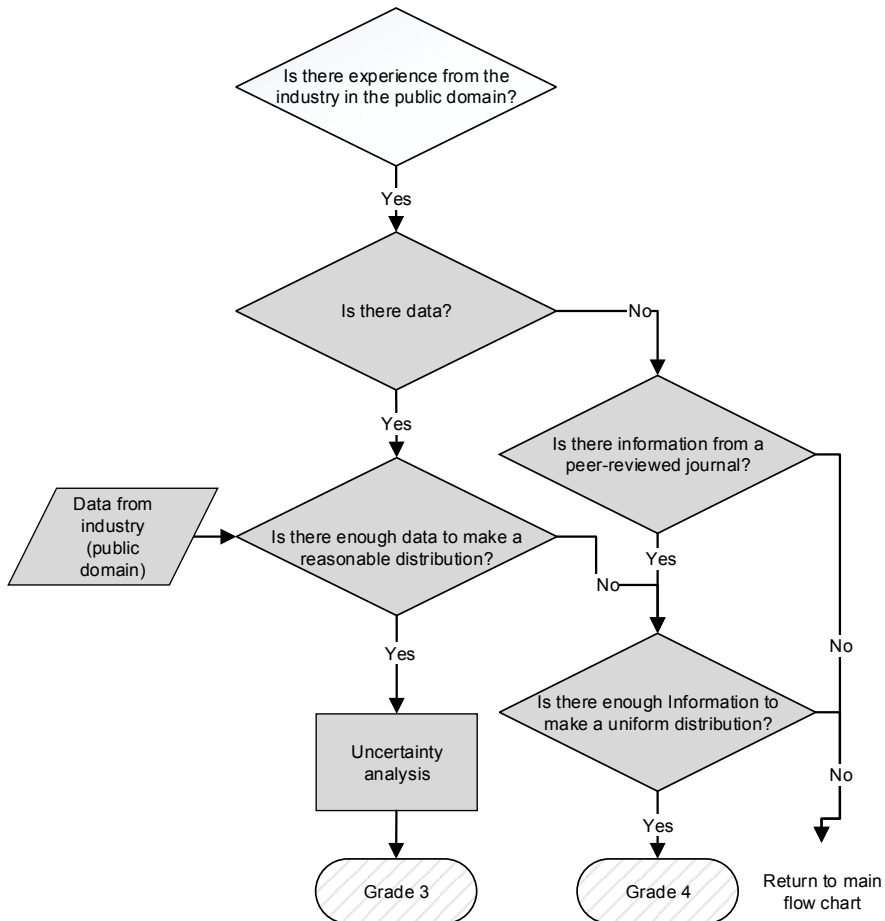 Is there experience from the
industry in the public domain?
Yes
Is there data?
No
Yes
Is there information from a
peer-reviewed journal?
Data from
industry
(public
domain)
Is there enough data to make a
reasonable distribution?
Yes
No
No
Yes
Is there enough Information to
make a uniform distribution?
Uncertainty
analysis
No
Yes
Grade 3
Grade 4
Return to main
flow chart